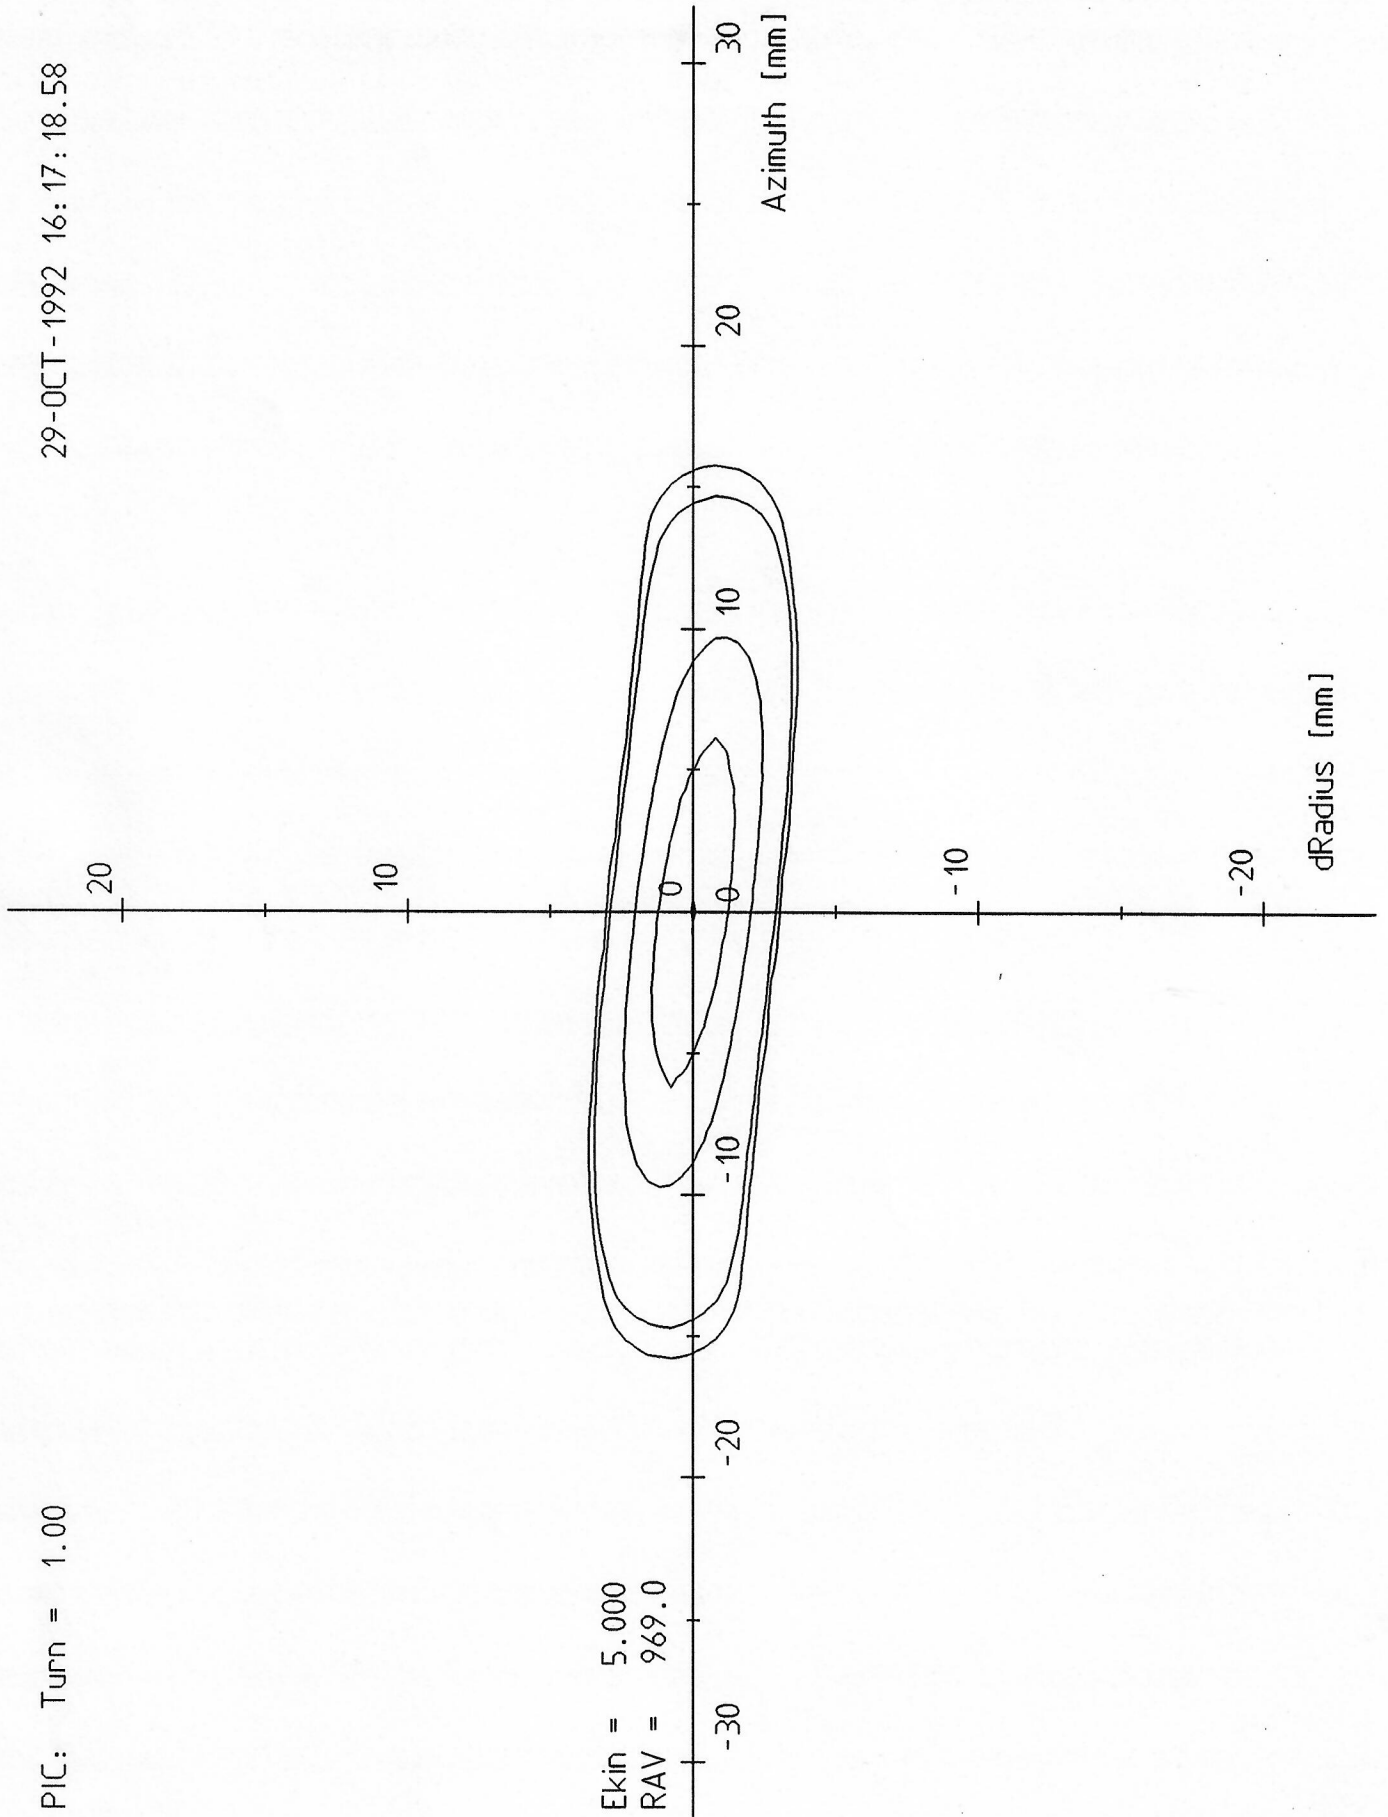 PIC: Turn = 1.00 29-OCT-1992 16:17:18.58
20
10
Ekin = 5.000
RAV = 969.0
0
-30 -20 -10 0 10 20 30
Azimuth [mm]
-10
-20
dRadius [mm]